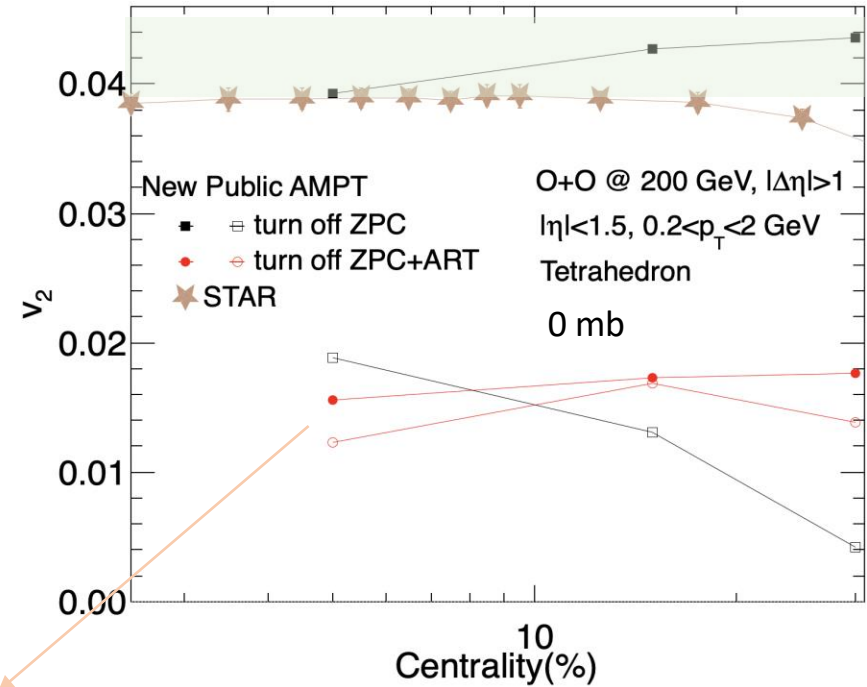 0.04
0.03
0.02
0.01
0.00
v₂
New Public AMPT
turn off ZPC
turn off ZPC+ART
STAR
O+O @ 200 GeV, |Δη|>1
|η|<1.5, 0.2<p_T<2 GeV
Tetrahedron
0 mb
10
Centrality(%)